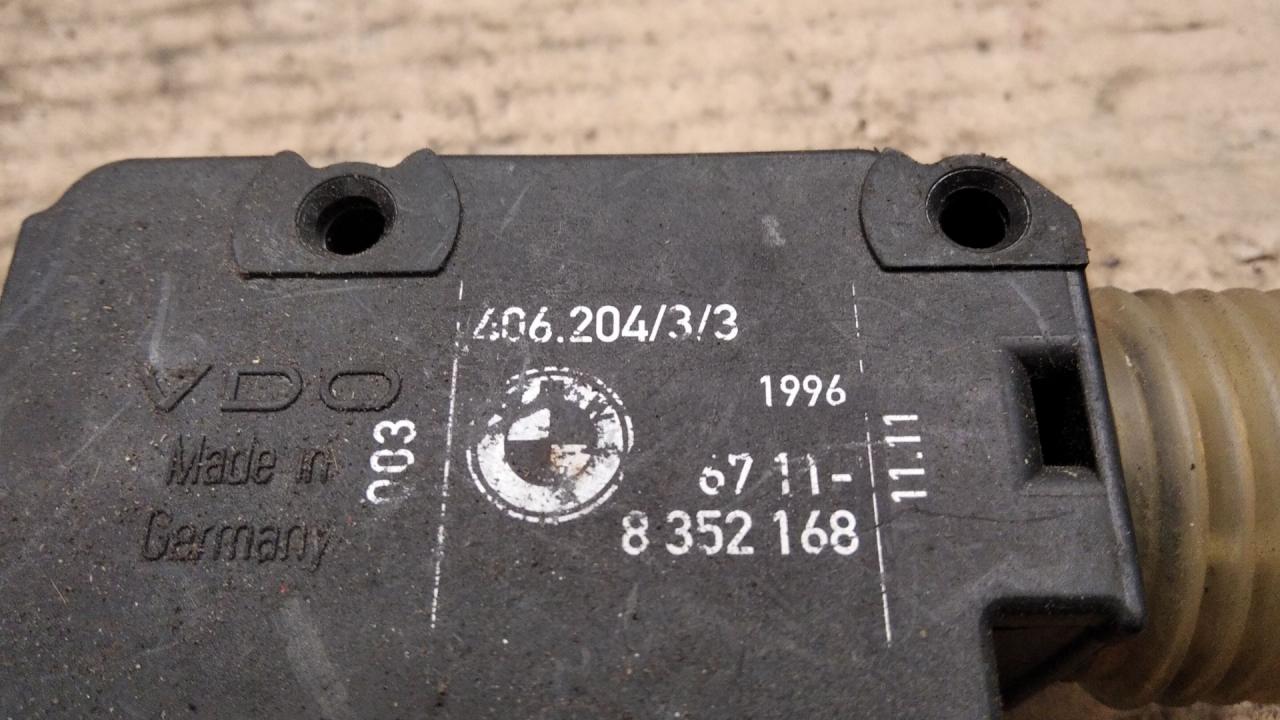 406.204/3/3
1996
67 11-
8 352 168
VDO
Made in
Germany
003
11.11